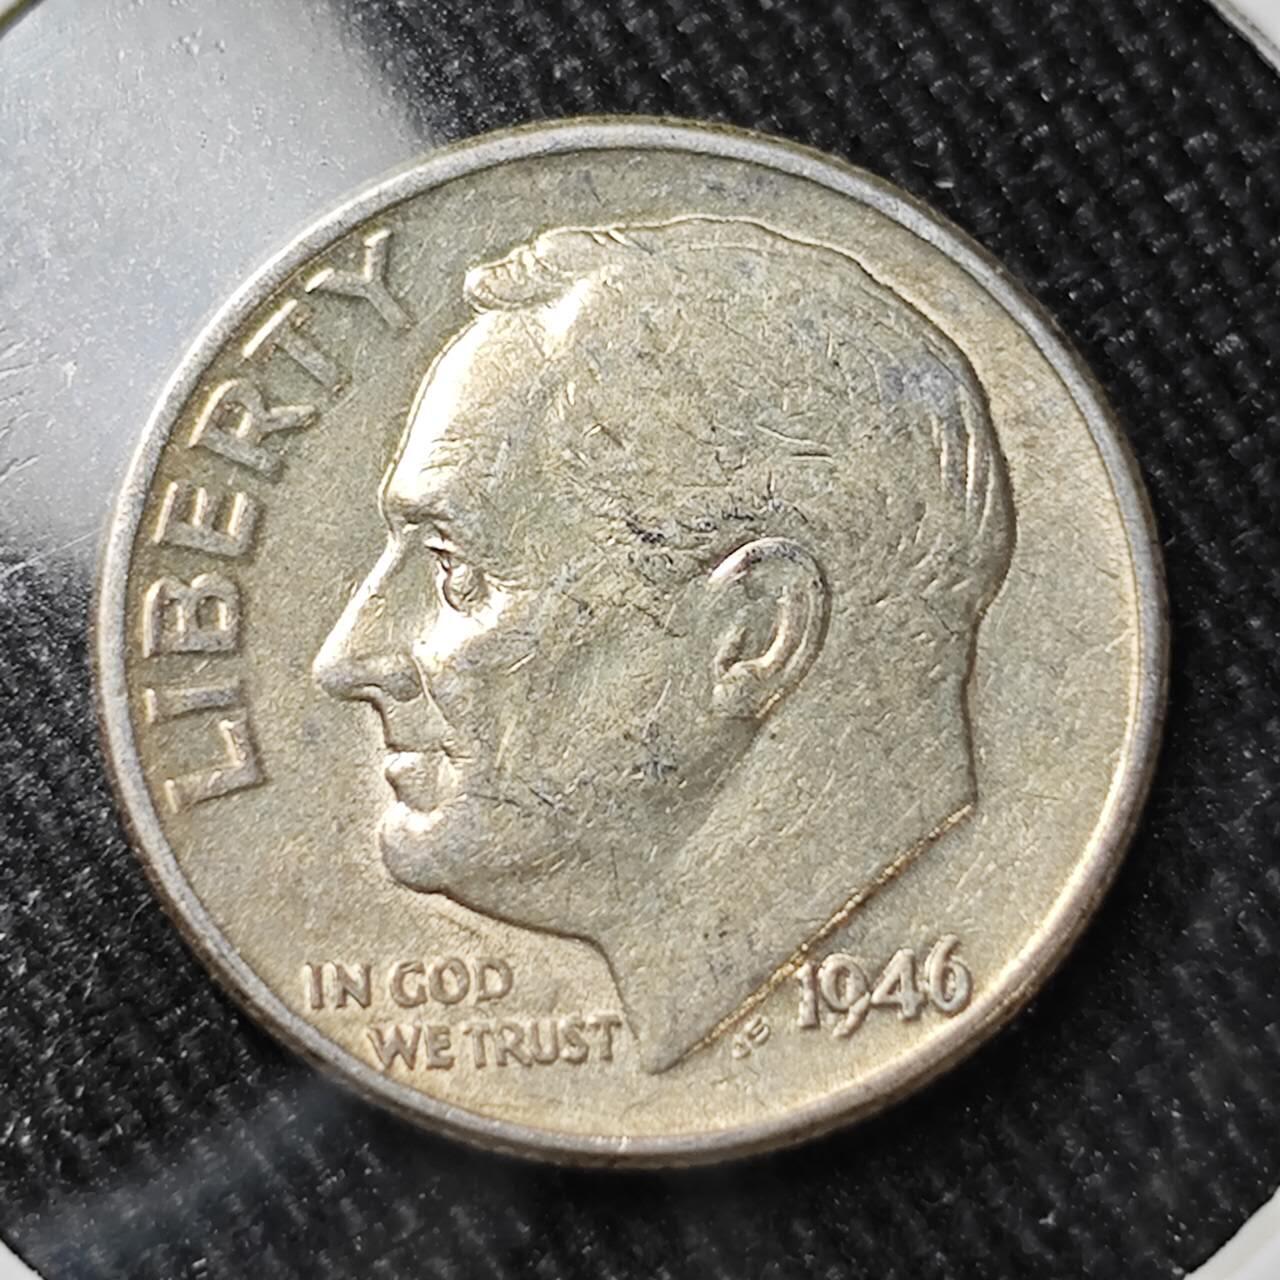 LIBERTY
IN GOD
WE TRUST
JS 1946